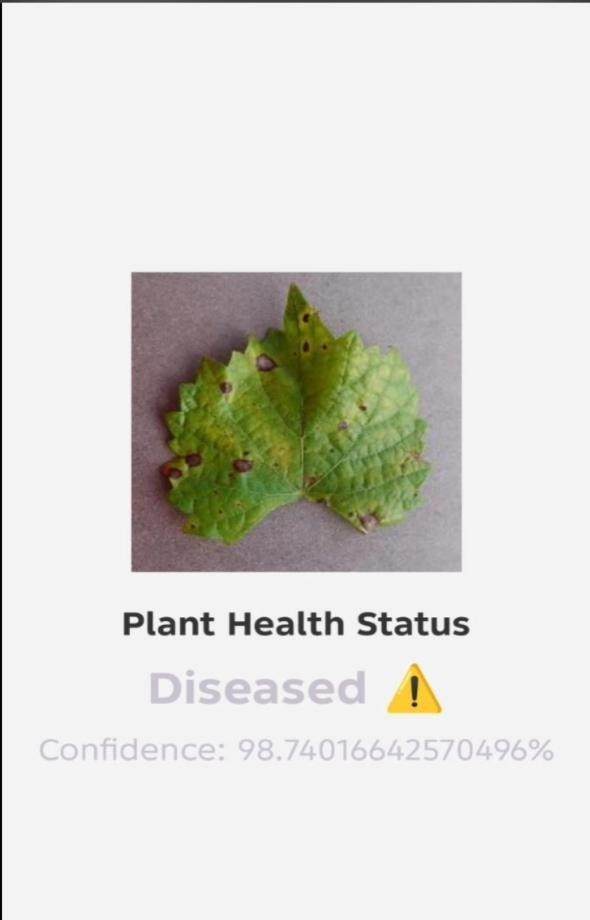 Plant Health Status
Diseased ⚠️
Confidence: 98.74016642570496%